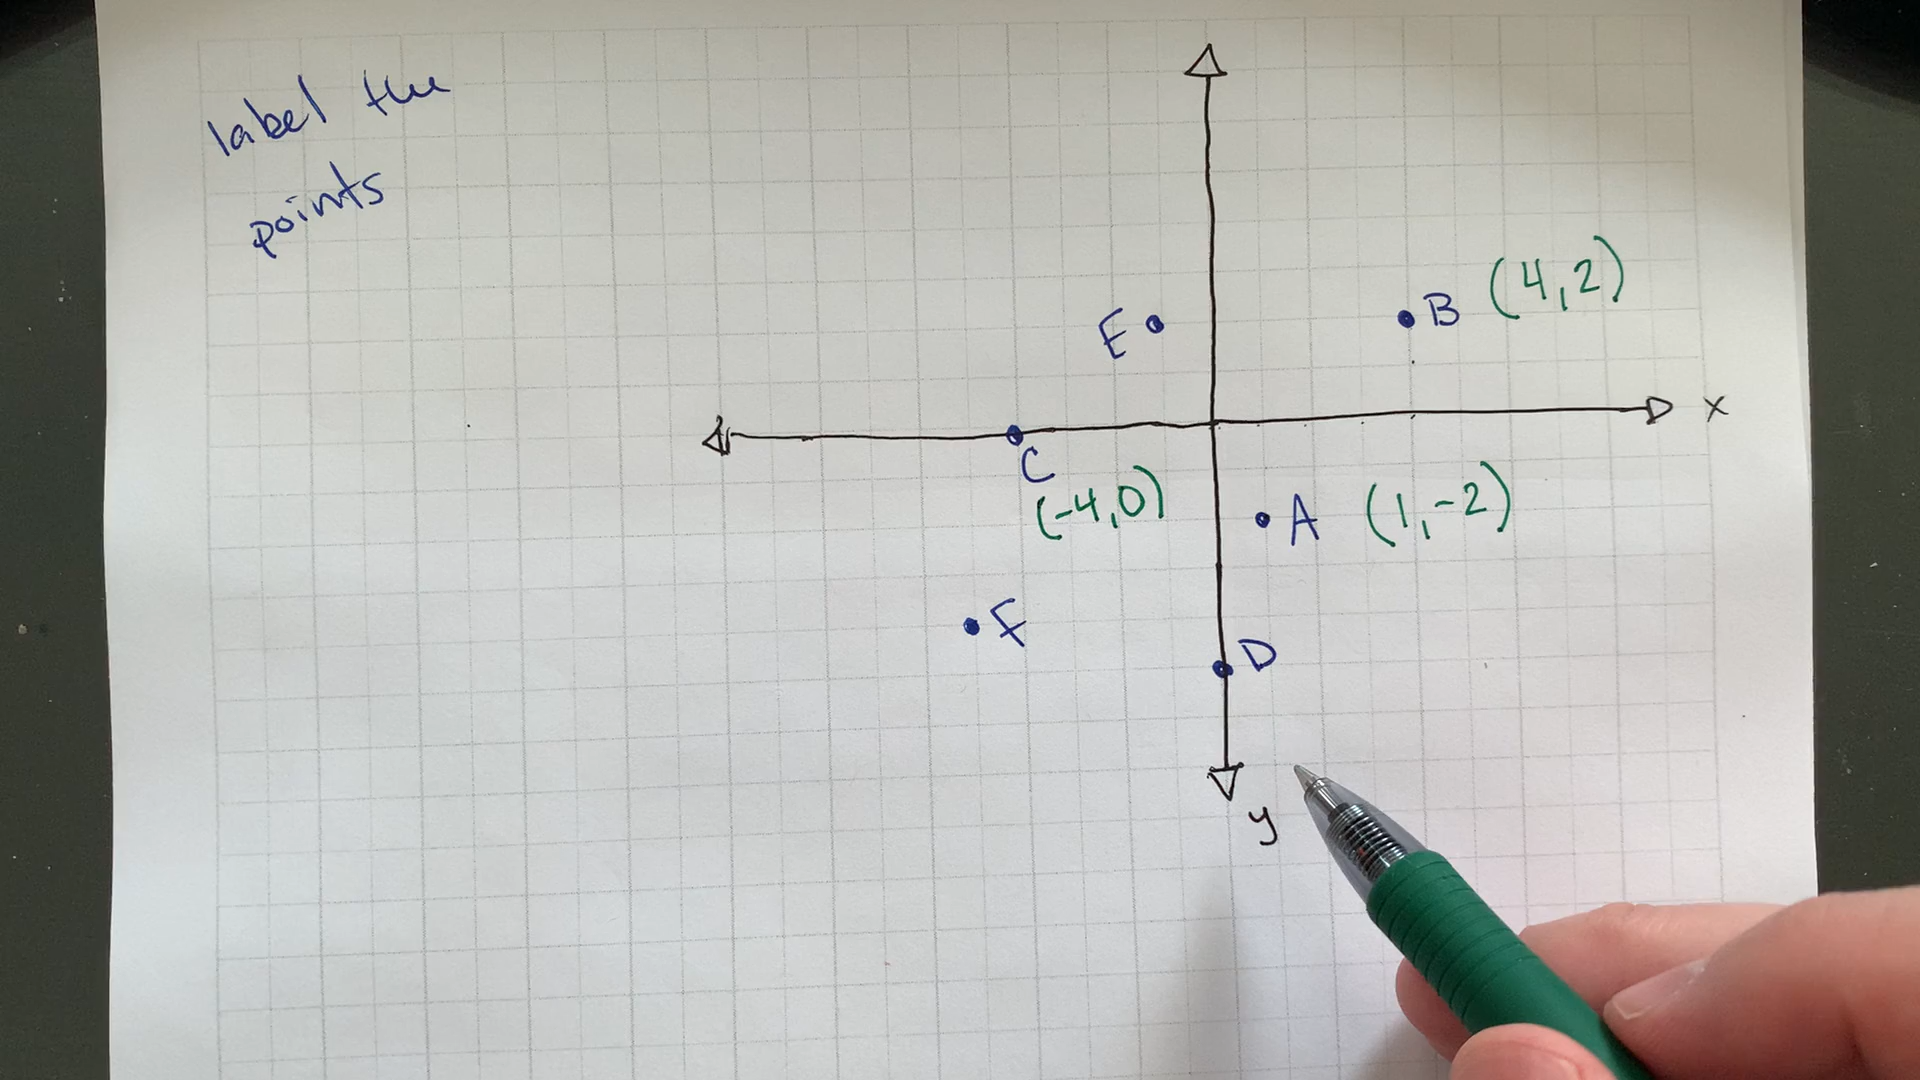 label the
points
E
B (4,2)
x
C
(-4,0)
A (1,-2)
F
D
y